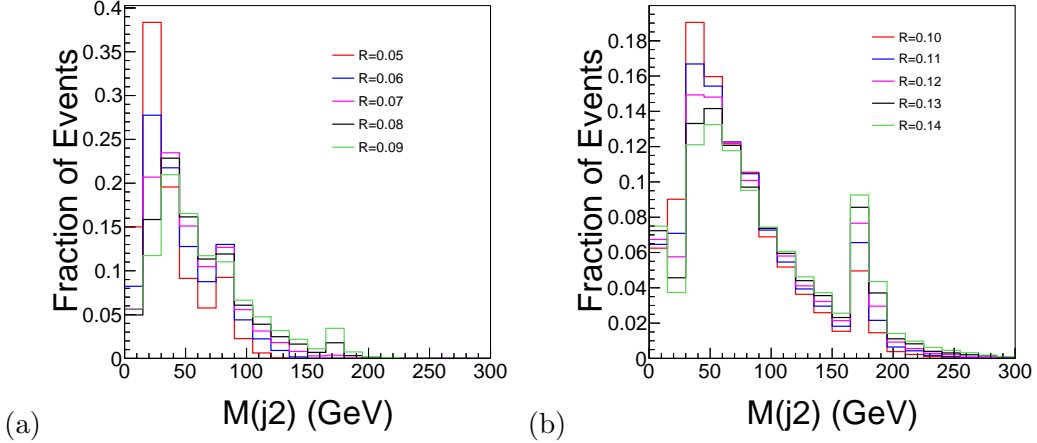 0.4
0.35
0.3
0.25
0.2
0.15
0.1
0.05
0
Fraction of Events
R=0.05
R=0.06
R=0.07
R=0.08
R=0.09
0 50 100 150 200 250 300
M(j2) (GeV)
(a)
0.18
0.16
0.14
0.12
0.1
0.08
0.06
0.04
0.02
0
Fraction of Events
R=0.10
R=0.11
R=0.12
R=0.13
R=0.14
0 50 100 150 200 250 300
M(j2) (GeV)
(b)